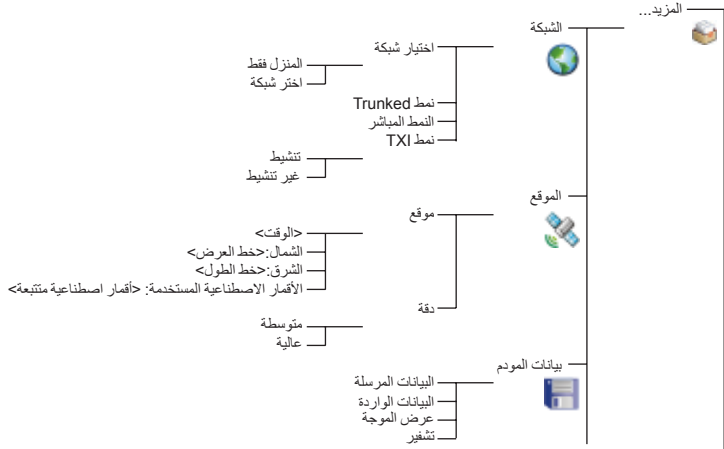 المزيد...
الشبكة
اختيار شبكة
المنزل فقط
اختر شبكة
نمط Trunked
النمط المباشر
نمط TXI
تنشيط
غير تنشيط
الموقع
موقع
<الوقت>
الشمال:<خط العرض>
الشرق:<خط الطول>
الأقمار الاصطناعية المستخدمة: <أقمار اصطناعية متتبعة>
دقة
متوسطة
عالية
بيانات المودم
البيانات المرسلة
البيانات الواردة
عرض الموجة
تشفير